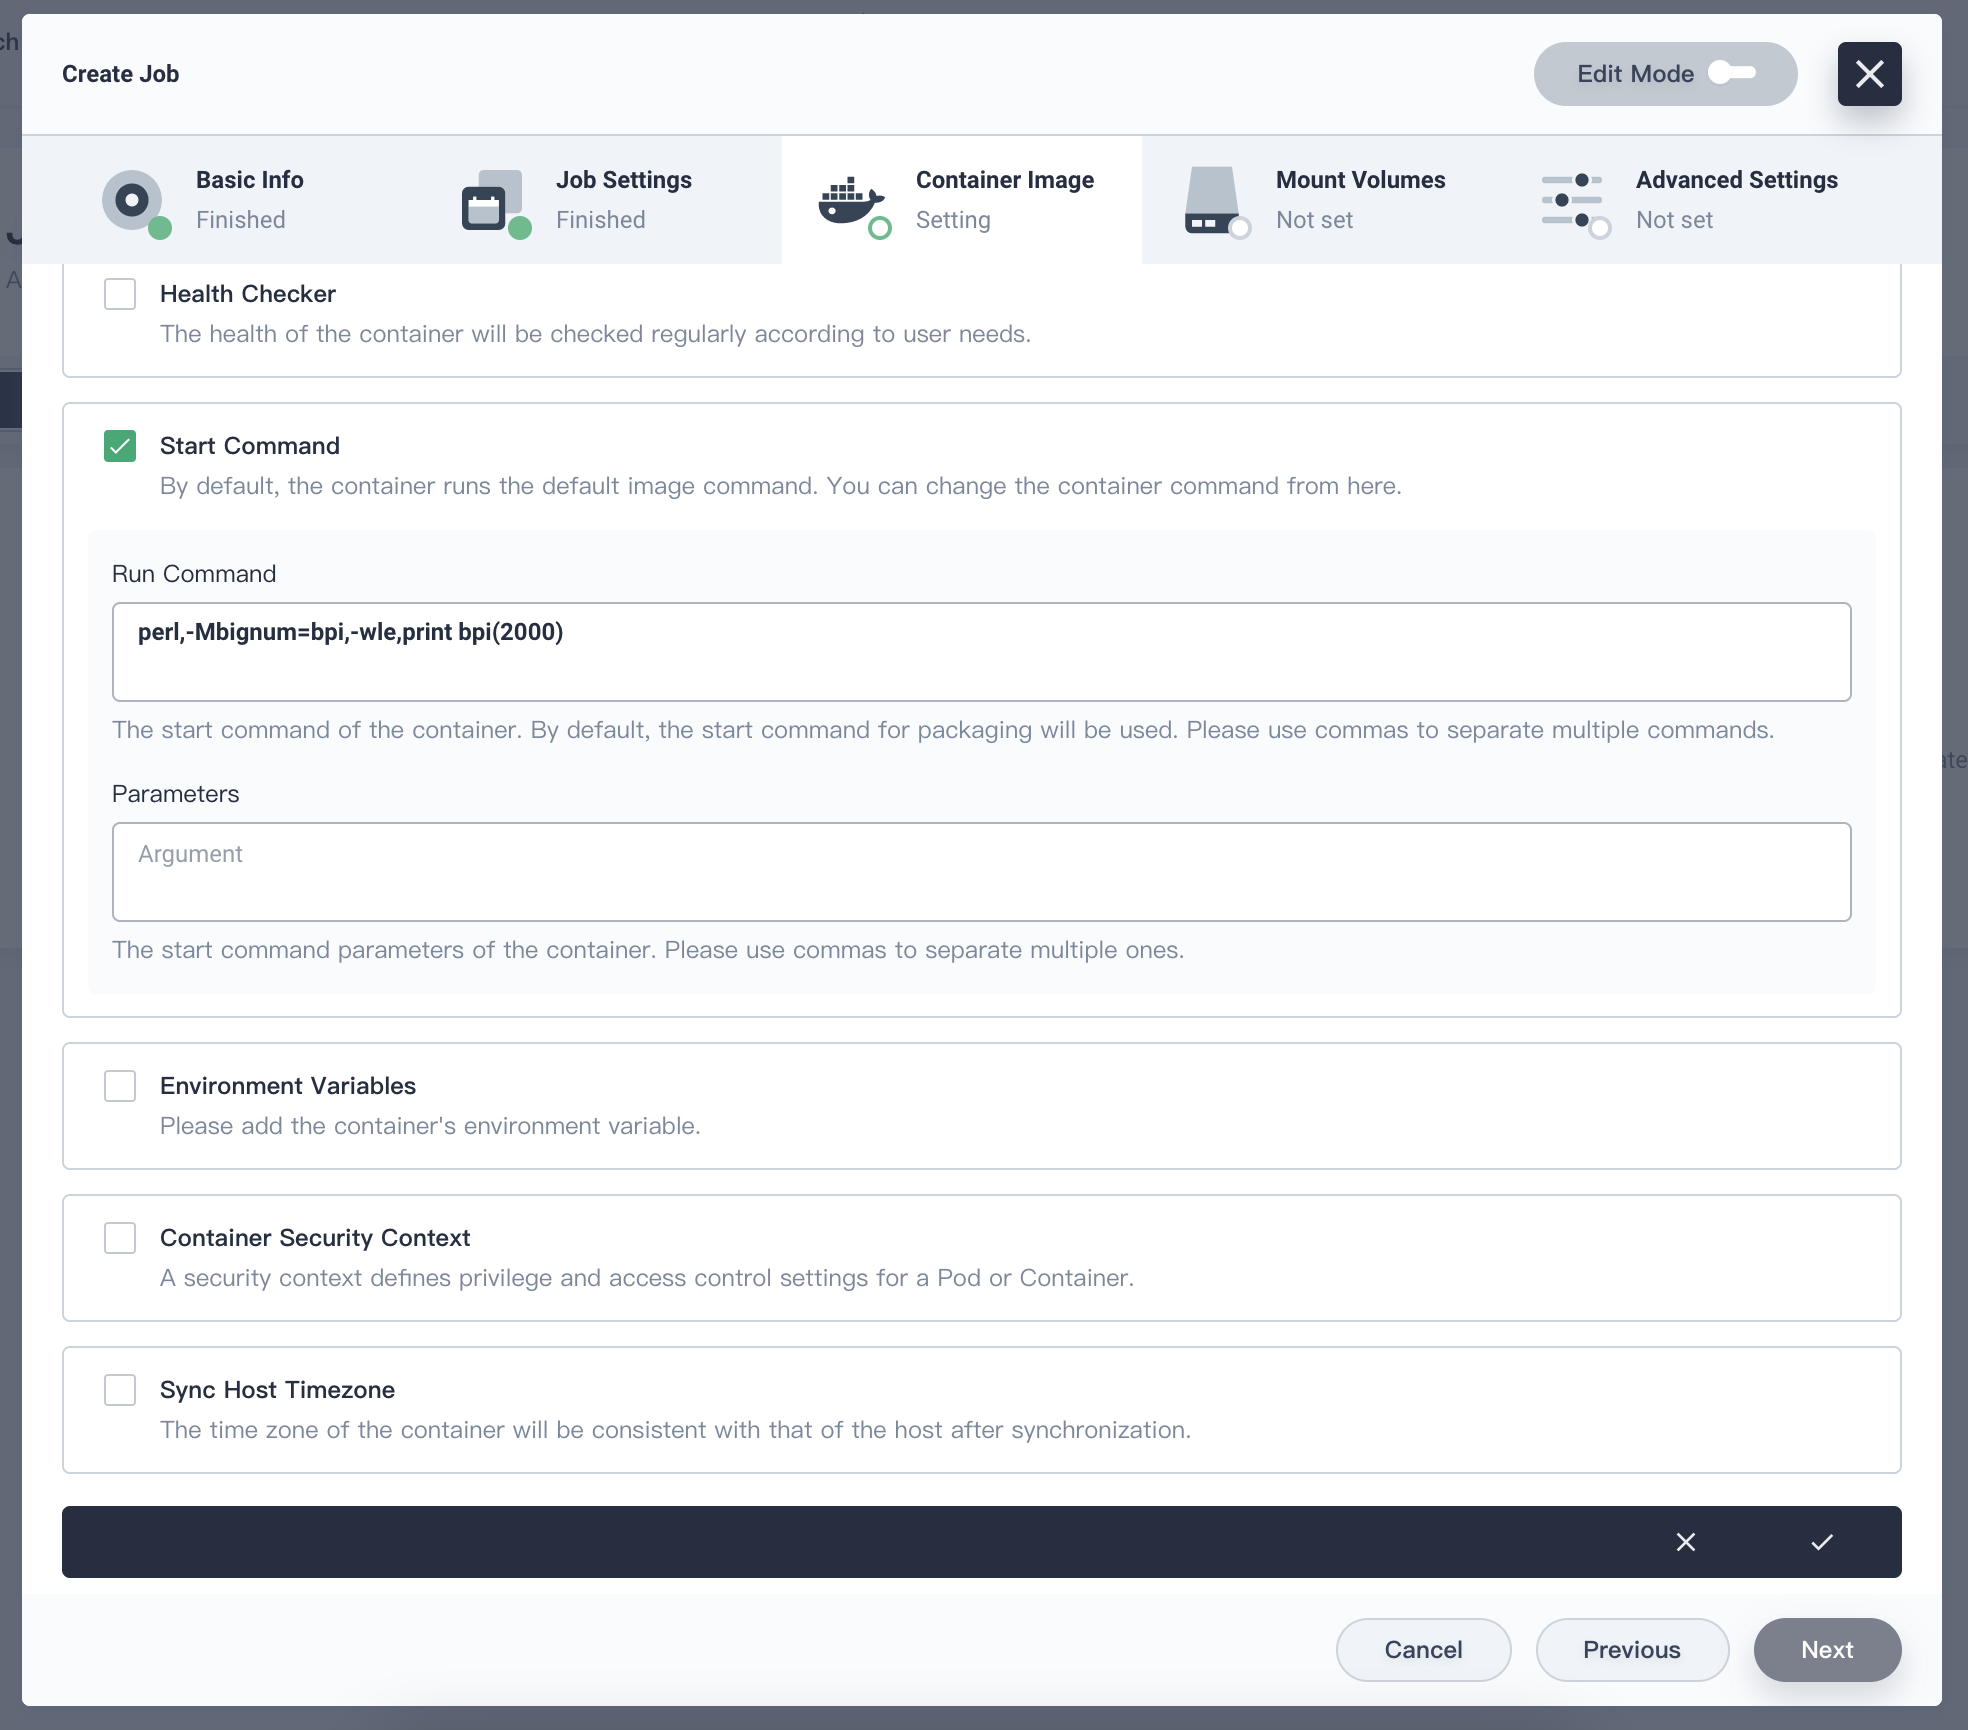 Create Job
Edit Mode
Basic Info
Finished
Job Settings
Finished
Container Image
Setting
Mount Volumes
Not set
Advanced Settings
Not set
Health Checker
The health of the container will be checked regularly according to user needs.
Start Command
By default, the container runs the default image command. You can change the container command from here.
Run Command
perl,-Mbignum=bpi,-wle,print bpi(2000)
The start command of the container. By default, the start command for packaging will be used. Please use commas to separate multiple commands.
Parameters
Argument
The start command parameters of the container. Please use commas to separate multiple ones.
Environment Variables
Please add the container's environment variable.
Container Security Context
A security context defines privilege and access control settings for a Pod or Container.
Sync Host Timezone
The time zone of the container will be consistent with that of the host after synchronization.
Cancel
Previous
Next